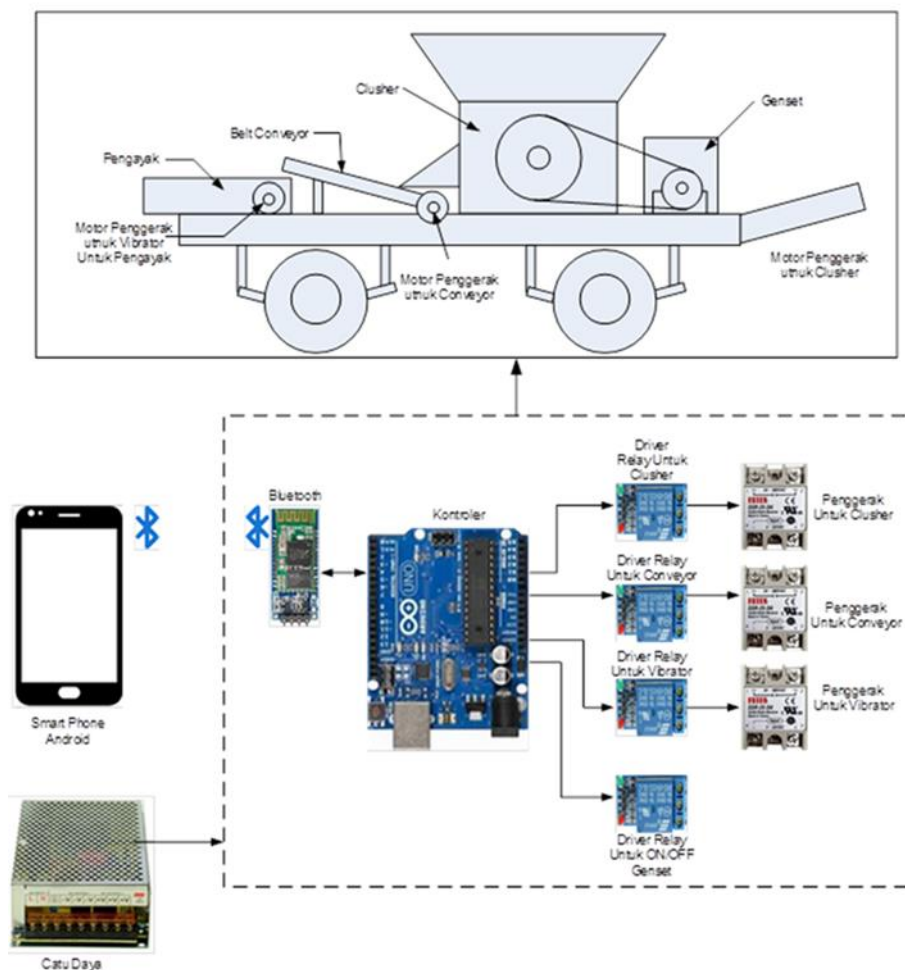 Clusher
Genset
Belt Conveyor
Pengayak
Motor Penggerak
utnuk Vibrator
Untuk Pengayak
Motor Penggerak
utnuk Conveyor
Motor Penggerak
utnuk Clusher
Driver
Relay Untuk
Clusher
Bluetooth
Kontroler
Penggerak
Untuk Clusher
Driver Relay
Untuk Conveyor
UNO
Penggerak
Untuk Conveyor
Driver Relay
Untuk Vibrator
Penggerak
Untuk Vibrator
Smart Phone
Android
Driver Relay
Untuk ON/OFF
Genset
Catu Daya